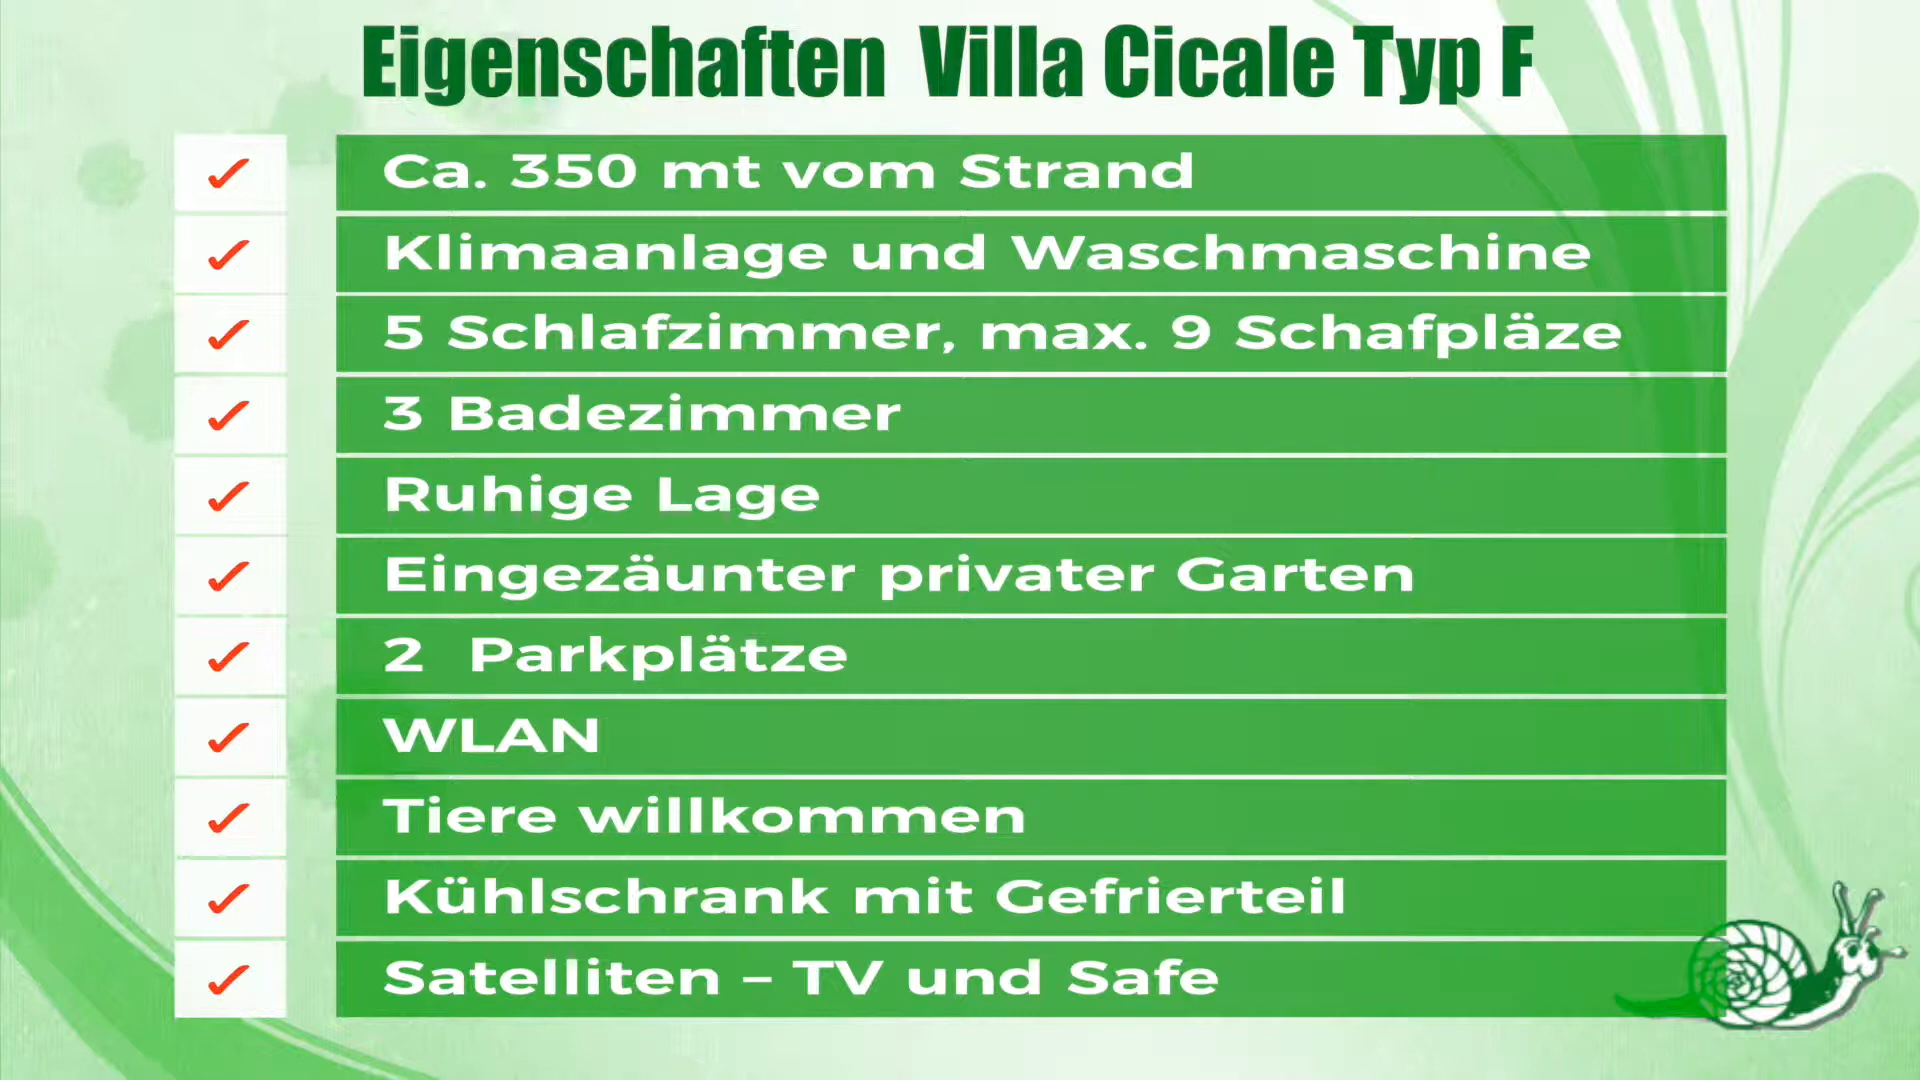 Eigenschaften Villa Cicale Typ F
✓ Ca. 350 mt vom Strand
✓ Klimaanlage und Waschmaschine
✓ 5 Schlafzimmer, max. 9 Schafpläze
✓ 3 Badezimmer
✓ Ruhige Lage
✓ Eingezäunter privater Garten
✓ 2 Parkplätze
✓ WLAN
✓ Tiere willkommen
✓ Kühlschrank mit Gefrierteil
✓ Satelliten – TV und Safe